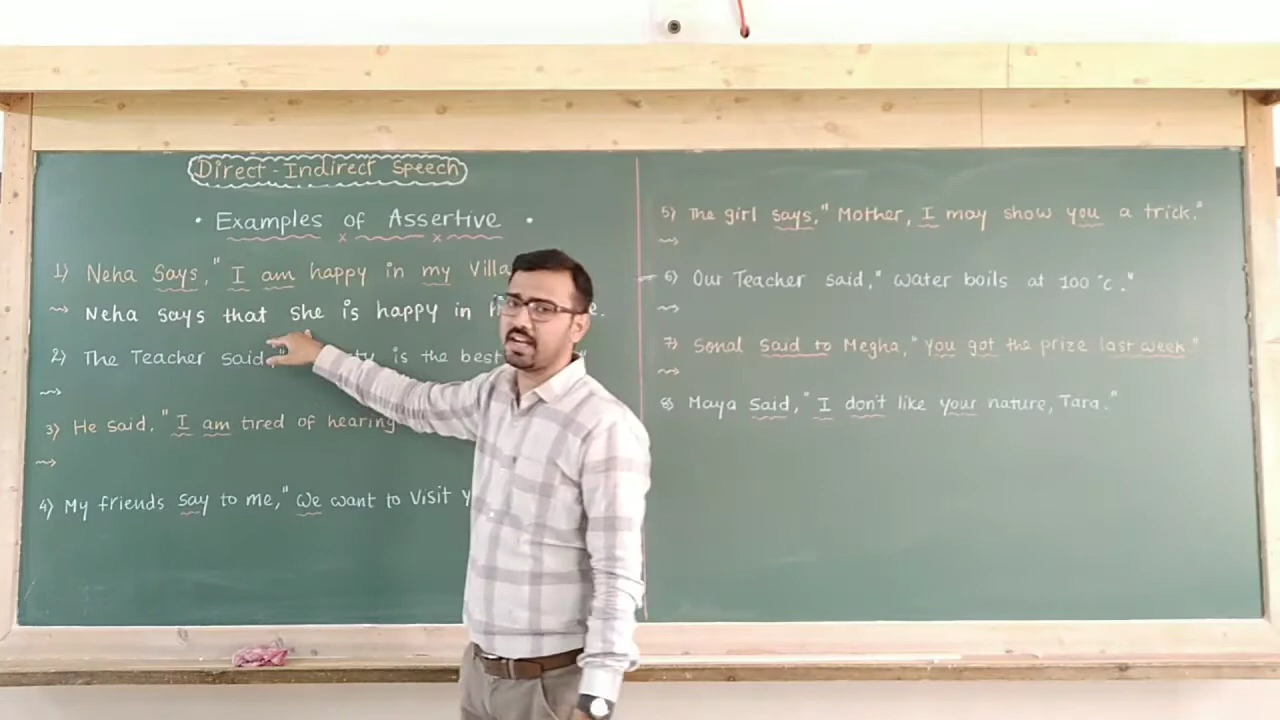 Direct-Indirect Speech
• Examples of Assertive •
1) Neha Says, "I am happy in my
⇝ Neha says that she is happy in
2) The Teacher said, " is the best
⇝
3) He said, "I am tired of hearing
⇝
4) My friends say to me," We want to visit
5) The girl says," Mother, I may show you a trick."
⇝
6) Our Teacher said," Water boils at 100 °c."
⇝
7) Sonal said to Megha, "You got the prize last week."
⇝
8) Maya said, "I don't like your nature, Tara."